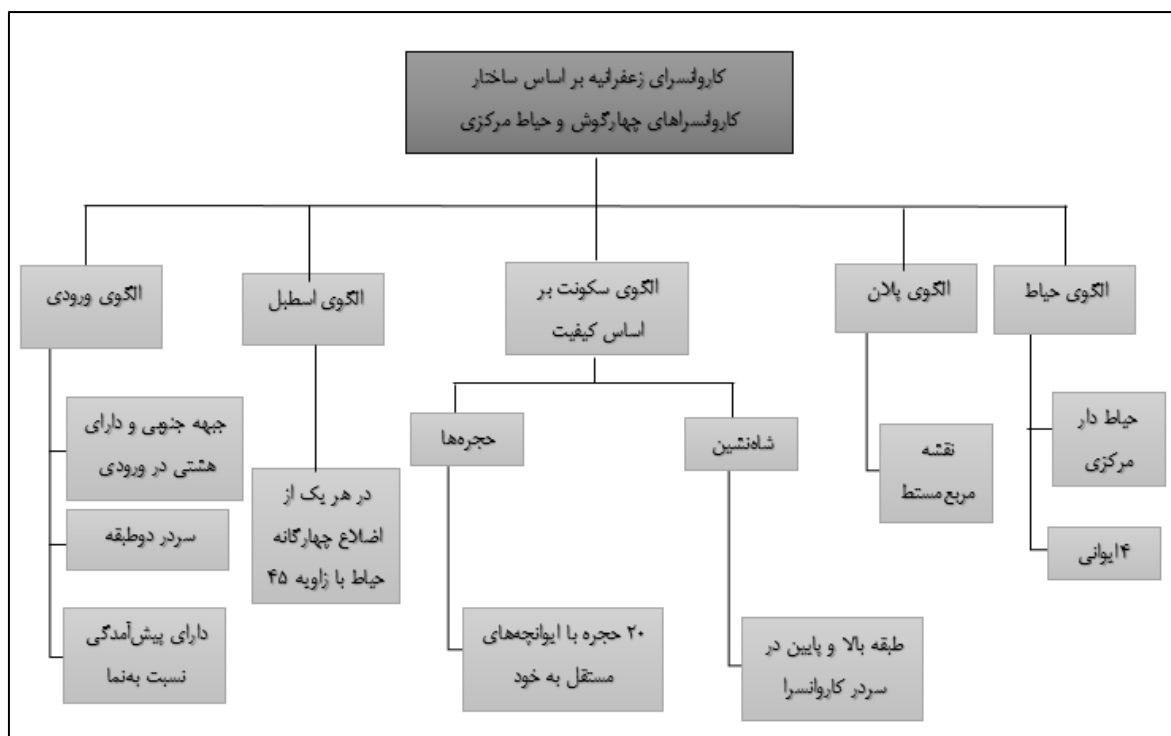 کاروانسرای زعفرانیه بر اساس ساختار
کاروانسراهای چهارگوش و حیاط مرکزی
الگوی حیاط
الگوی پلان
الگوی سکونت بر
اساس کیفیت
الگوی اسطبل
الگوی ورودی
حیاط دار
مرکزی
۴ایوانی
نقشه
مربع‌مستط
شاه‌نشین
طبقه بالا و پایین در
سردر کاروانسرا
حجره‌ها
۲۰ حجره با ایوانچه‌های
مستقل به خود
در هر یک از
اضلاع چهارگانه
حیاط با زاویه ۴۵
جبهه جنوبی و دارای
هشتی در ورودی
سردر دوطبقه
دارای پیش‌آمدگی
نسبت به‌نما